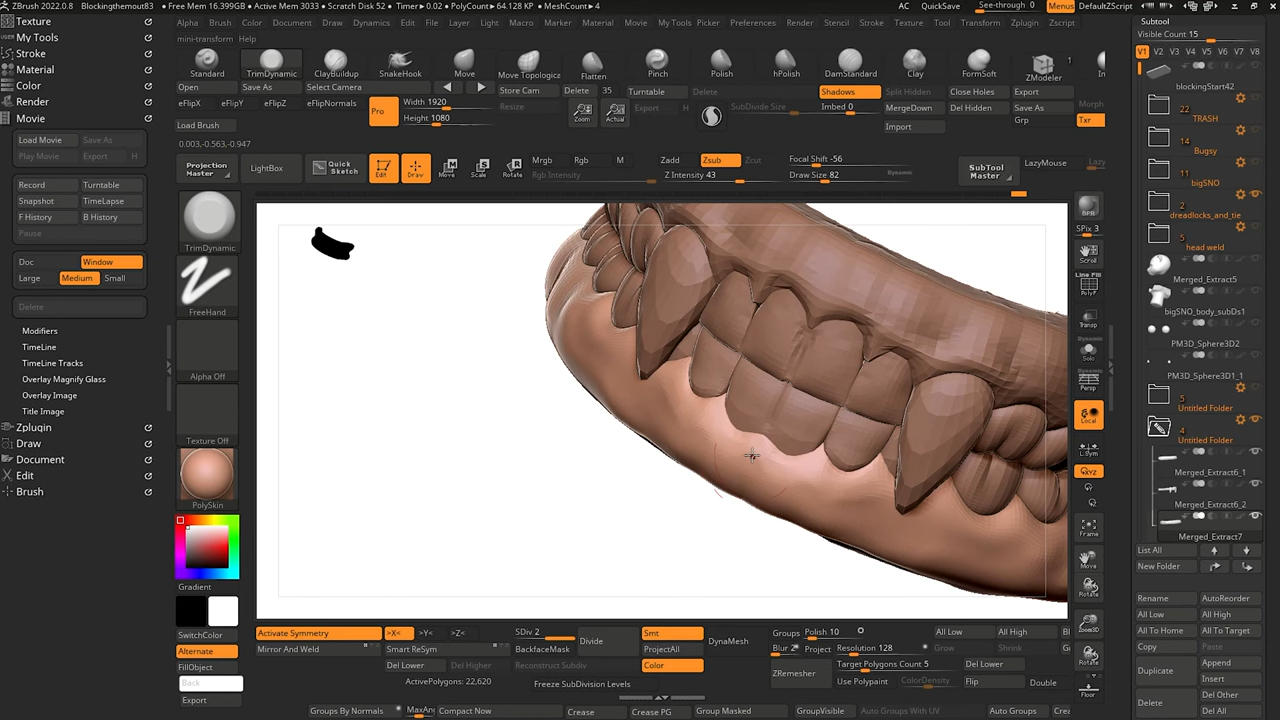 ZBrush 2022.0.8 Blockingthemout83 • Free Mem 16.399GB • Active Mem 3033 • Scratch Disk 52 • Timer▸0.02 • PolyCount▸64.128 KP • MeshCount▸4 AC QuickSave See-through 0 Menus DefaultZScript
Alpha Brush Color Document Draw Dynamics Edit File Layer Light Macro Marker Material Movie My Tools Picker Preferences Render Stencil Stroke Texture Tool Transform Zplugin Zscript
mini-transform Help
Texture
My Tools
Stroke
Material
Color
Render
Movie
Load Movie Save As
Play Movie Export H
Record Turntable
Snapshot TimeLapse
F History B History
Pause
Doc Window
Large Medium Small
Delete
Modifiers
TimeLine
TimeLine Tracks
Overlay Magnify Glass
Overlay Image
Title Image
Zplugin
Draw
Document
Edit
Brush
Standard TrimDynamic ClayBuildup SnakeHook Move Move Topologica Flatten Pinch Polish hPolish DamStandard Clay FormSoft ZModeler 1
Open Save As Select Camera Store Cam Delete 35 Turntable Delete Shadows Split Hidden Close Holes Export
eFlipX eFlipY eFlipZ eFlipNormals Pro Width 1920 Height 1080 Resize Zoom Actual Export H SubDivide Size Imbed 0 MergeDown Del Hidden Save As Morph
Load Brush Import Grp Txr
0.003,-0.563,-0.947
Projection Master LightBox Quick Sketch Edit Draw Move Scale Rotate Mrgb Rgb M Zadd Zsub Zcut Focal Shift -56 SubTool Master LazyMouse
Rgb Intensity Z Intensity 43 Draw Size 82 Dynamic
TrimDynamic
FreeHand
Alpha Off
Texture Off
PolySkin
Gradient
SwitchColor
Alternate
FillObject
Back
Export
BPR
SPix 3
Scroll
Line Fill
PolyF
Transp
Dynamic
Solo
Dynamic
Persp
Local
L.Sym
XYZ
Frame
Move
Rotate
Zoom3D
Rotate
Floor
Subtool
Visible Count 15
V1 V2 V3 V4 V5 V6 V7 V8
blockingStart42
22
TRASH
14
Bugsy
11
bigSNO
2
dreadlocks_and_tie
5
head weld
Merged_Extract5
bigSNO_body_subDs1
PM3D_Sphere3D2
PM3D_Sphere3D1_1
5
Untitled Folder
4
Untitled Folder
Merged_Extract6_1
Merged_Extract6_2
Merged_Extract7
List All
New Folder
Rename AutoReorder
All Low All High
All To Home All To Target
Copy Paste
Duplicate Append
Insert
Delete Del Other
Del All
Activate Symmetry >X< >Y< >Z< SDiv 2 Divide Smt DynaMesh Groups Polish 10 All Low All High
Mirror And Weld Smart ReSym BackfaceMask ProjectAll Blur 2 Project Resolution 128 Grow Shrink
Del Lower Del Higher Reconstruct Subdiv Color ZRemesher Target Polygons Count 5 Del Lower
ActivePolygons: 22,620 Freeze SubDivision Levels Use Polypaint ColorDensity Flip Double
Groups By Normals Compact Now Crease Crease PG Group Masked GroupVisible Auto Groups With UV Auto Groups